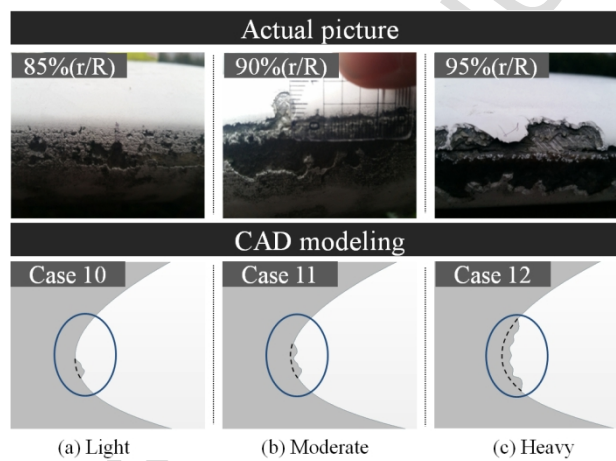 Actual picture
85%(r/R)
90%(r/R)
95%(r/R)
CAD modeling
Case 10
Case 11
Case 12
(a) Light
(b) Moderate
(c) Heavy